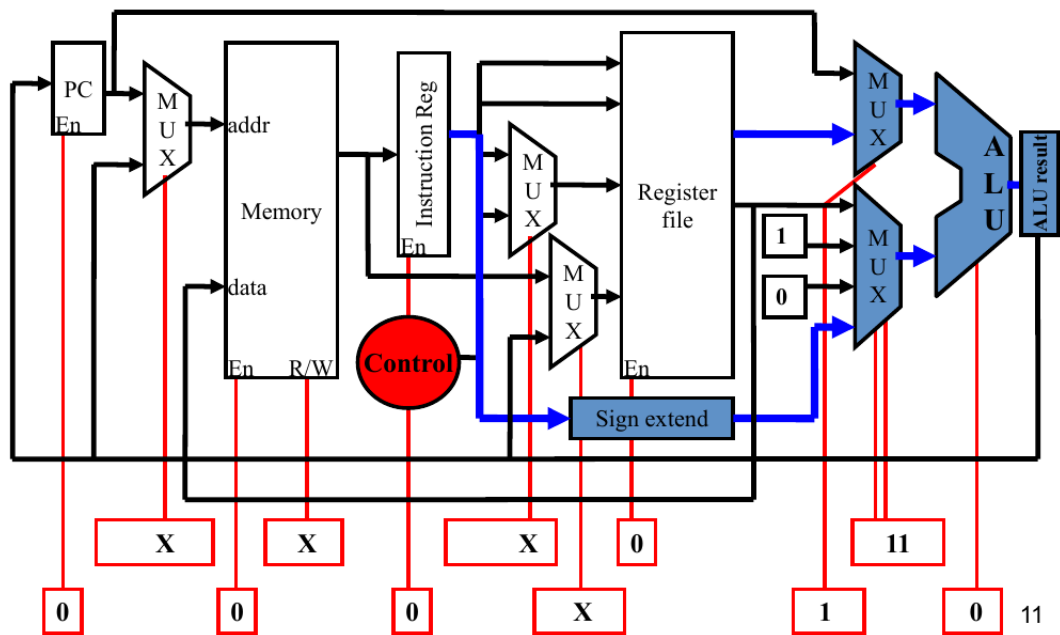 PC
En
M
U
X
addr
Memory
data
En
R/W
Instruction Reg
En
Control
M
U
X
M
U
X
Register
file
En
Sign extend
1
0
M
U
X
M
U
X
A
L
U
ALU result
X
X
X
0
11
0
0
0
X
1
0
11